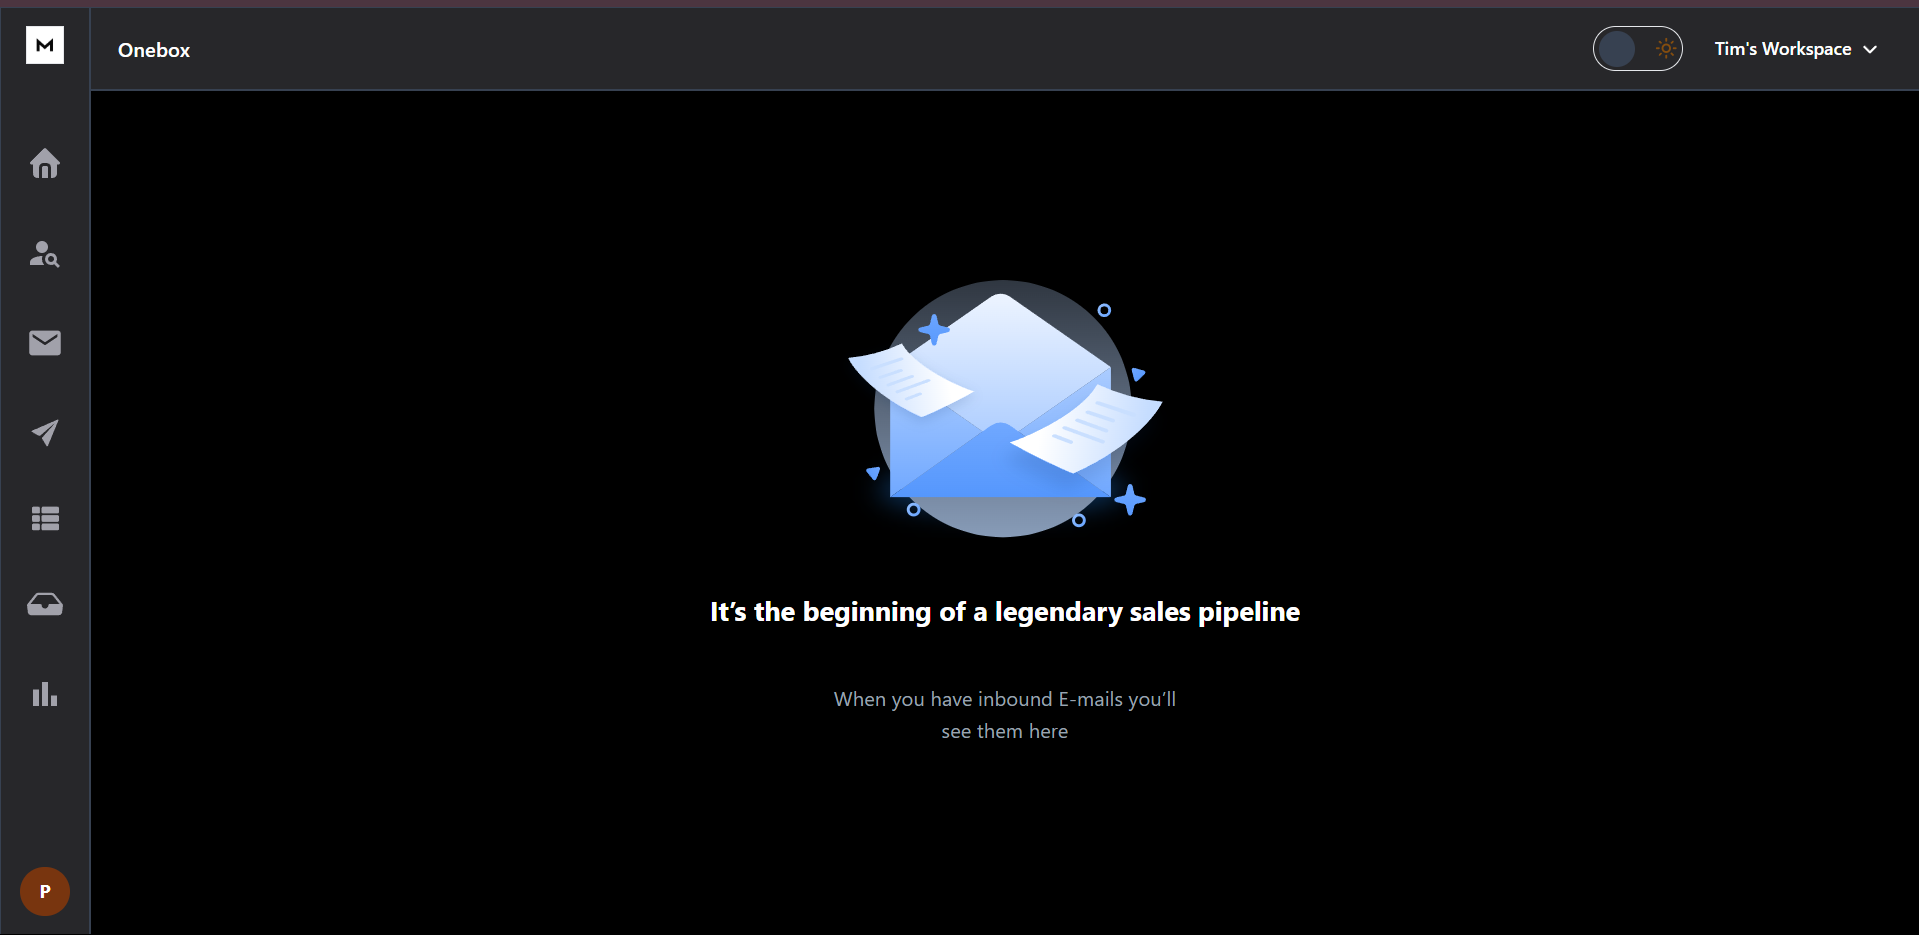 M
Onebox
Tim's Workspace
It’s the beginning of a legendary sales pipeline
When you have inbound E-mails you’ll
see them here
P